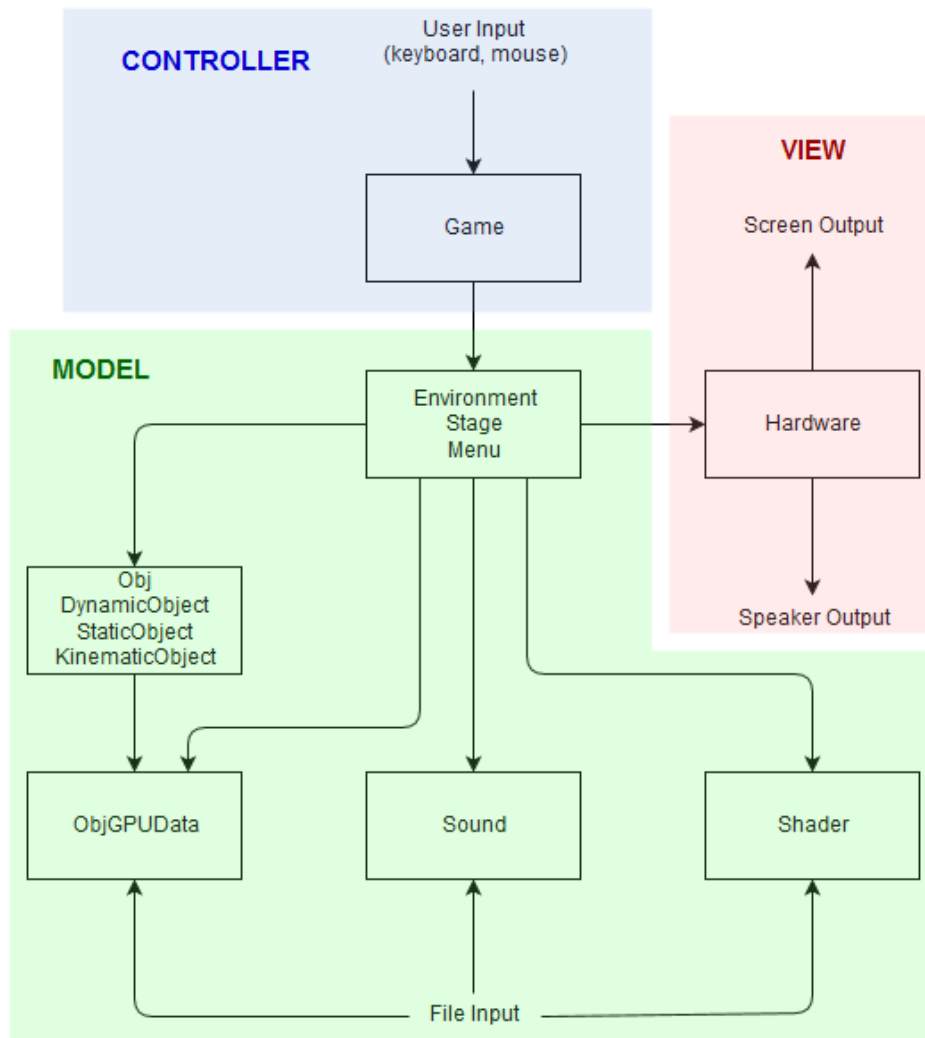 CONTROLLER
User Input
(keyboard, mouse)
Game
VIEW
Screen Output
Hardware
Speaker Output
MODEL
Environment
Stage
Menu
Obj
DynamicObject
StaticObject
KinematicObject
ObjGPUData
Sound
Shader
File Input